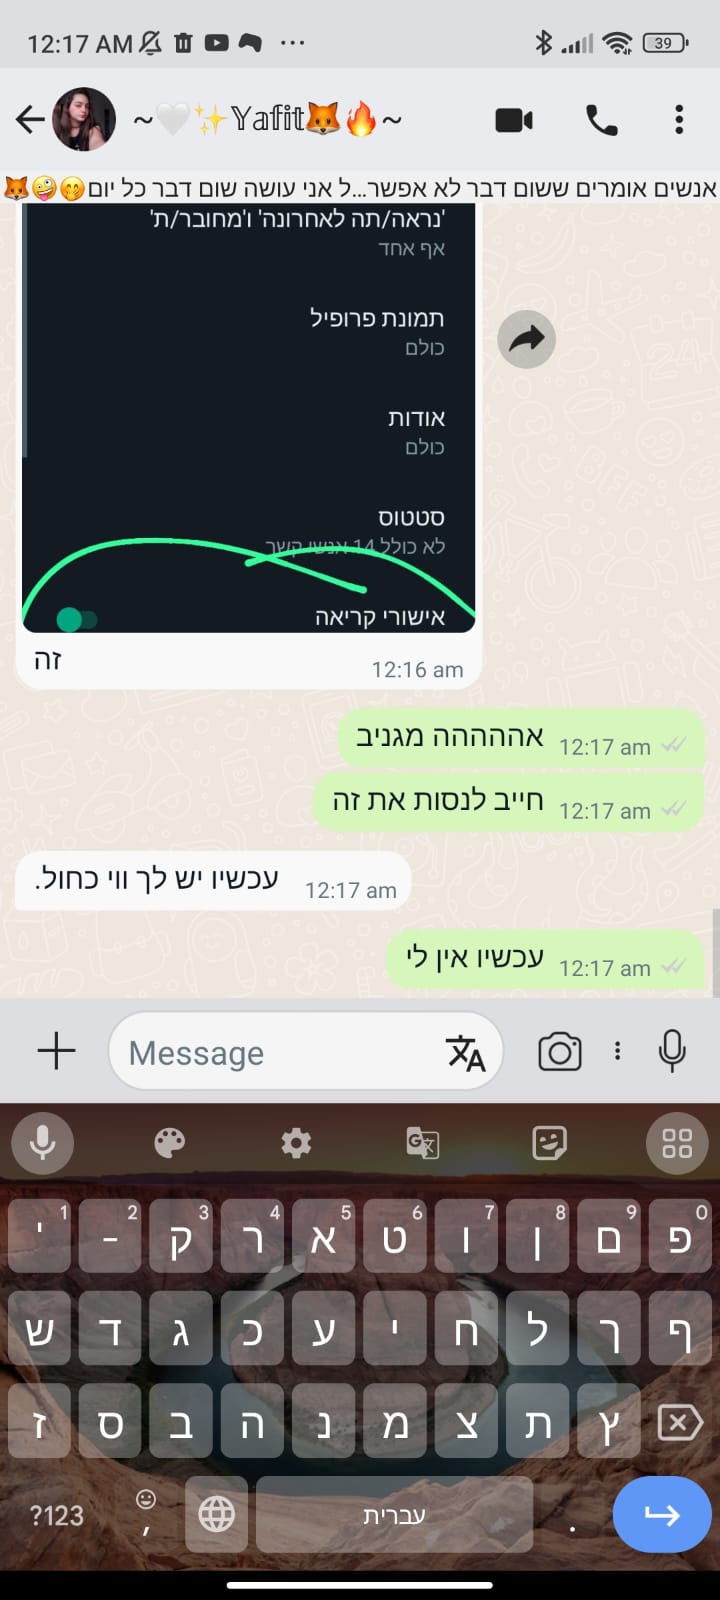 12:17 AM
39
~🤍✨𝕐𝕒𝕗𝕚𝕥🦊🔥~
אנשים אומרים ששום דבר לא אפשר...ל אני עושה שום דבר כל יום🤭🤪🦊
'נראה/תה לאחרונה' ו'מחובר/ת'
אף אחד
תמונת פרופיל
כולם
אודות
כולם
סטטוס
לא כולל 14 אנשי קשר
אישורי קריאה
זה
12:16 am
אההההה מגניב 12:17 am
חייב לנסות את זה 12:17 am
עכשיו יש לך ווי כחול. 12:17 am
עכשיו אין לי 12:17 am
Message
' 1 - 2 ק 3 ר 4 א 5 ט 6 ו 7 ן 8 ם 9 פ 0
ש ד ג כ ע י ח ל ך ף
ז ס ב ה נ מ צ ת ץ
?123 , עברית .